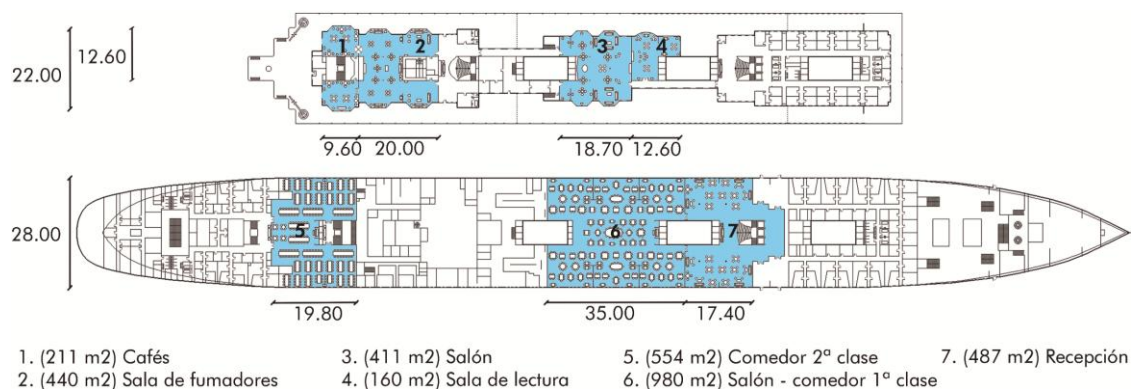 1 2 3 4
12.60
22.00
9.60 20.00 18.70 12.60
28.00
5 6 7
19.80 35.00 17.40
1. (211 m2) Cafés 3. (411 m2) Salón 5. (554 m2) Comedor 2ª clase 7. (487 m2) Recepción
2. (440 m2) Sala de fumadores 4. (160 m2) Sala de lectura 6. (980 m2) Salón - comedor 1ª clase